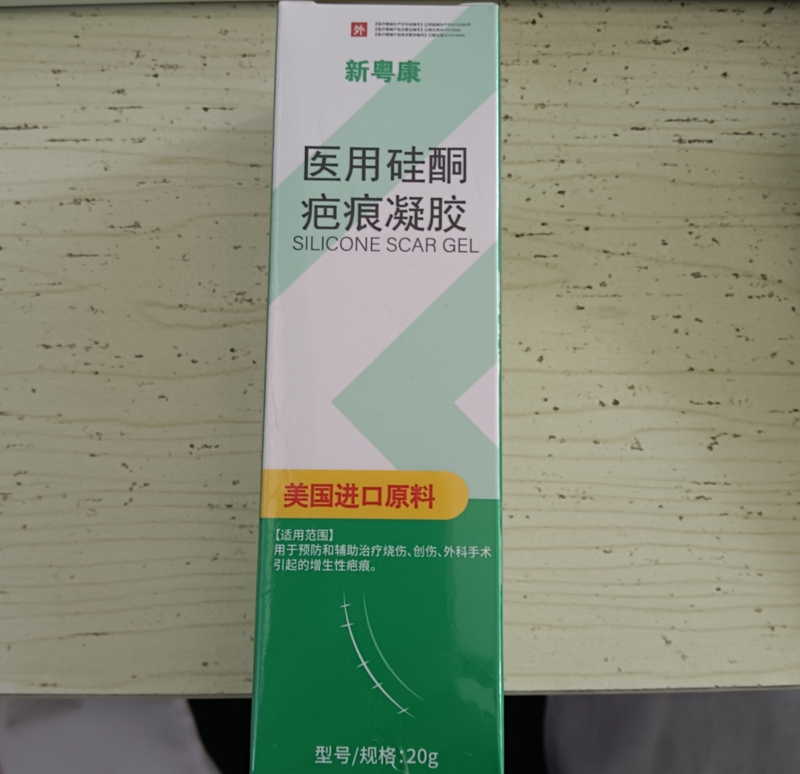 外
新粤康
医用硅酮
疤痕凝胶
SILICONE SCAR GEL
美国进口原料
【适用范围】
用于预防和辅助治疗烧伤、创伤、外科手术
引起的增生性疤痕。
型号/规格:20g